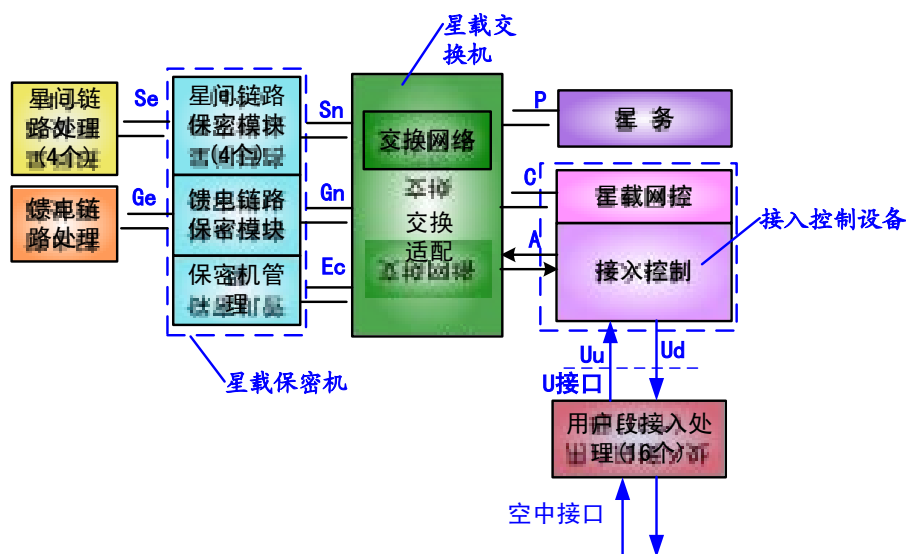 星载交
换机
星间链
路处理
(4个)
Se
星间链路
保密模块
(4个)
Sn
交换网络
P
星 务
馈电链
路处理
Ge
馈电链路
保密模块
Gn
交换
适配
C
星载网控
接入控制设备
A
接入控制
保密机管
理
Ec
星载保密机
Uu
Ud
U接口
用户段接入处
理(16个)
空中接口